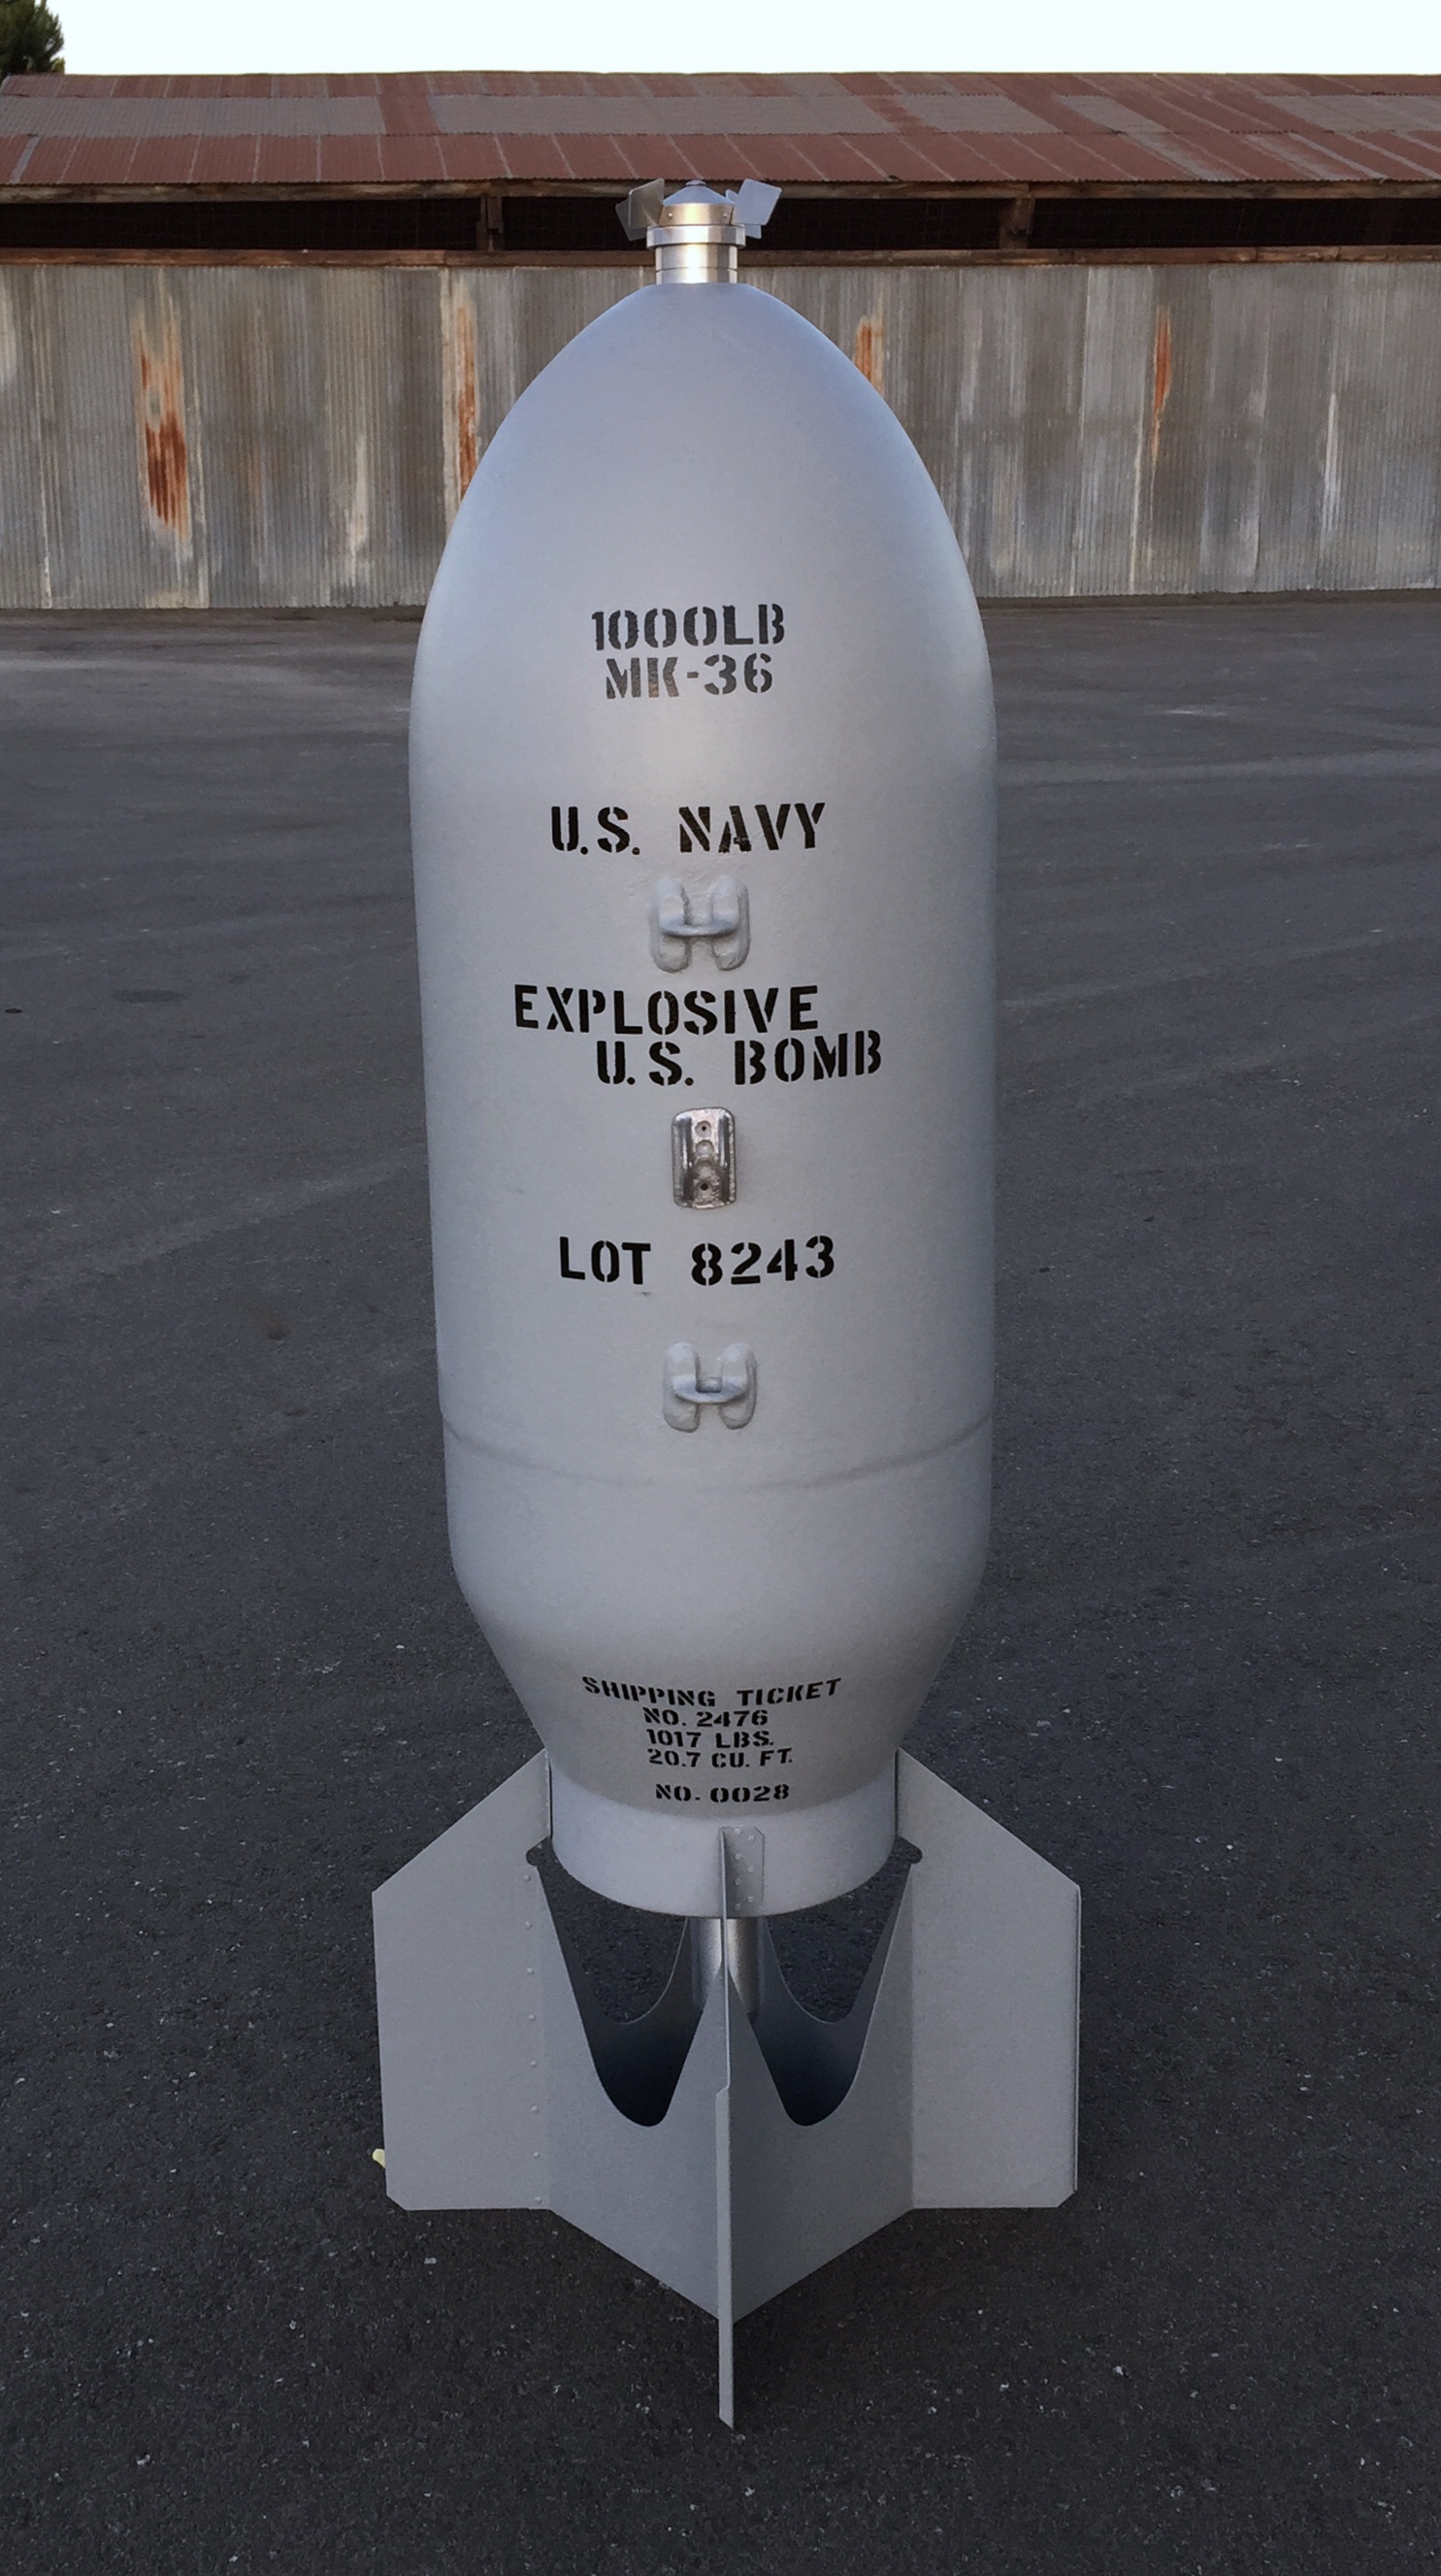 1000LB
MK-36
U.S. NAVY
EXPLOSIVE
U.S. BOMB
LOT 8243
SHIPPING TICKET
NO. 2476
1017 LBS.
20.7 CU. FT.
NO. 0028